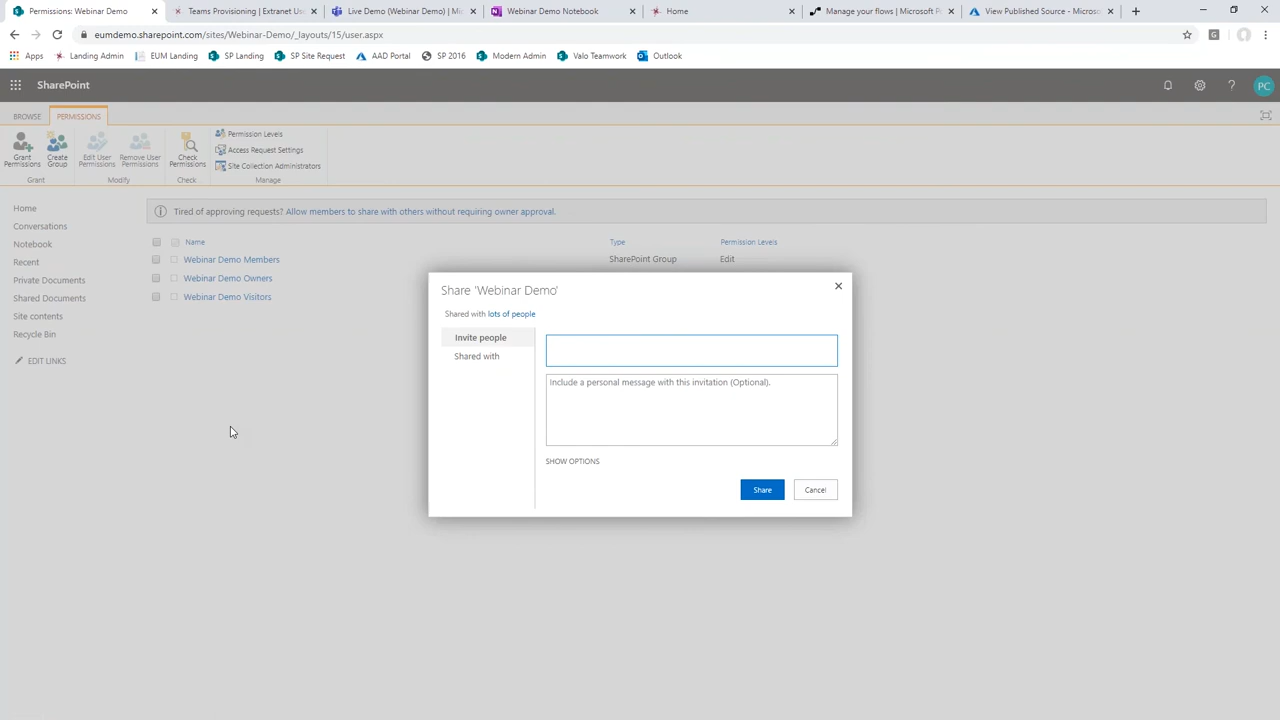 Permissions: Webinar Demo
Teams Provisioning | Extranet Us
Live Demo (Webinar Demo) | Mic
Webinar Demo Notebook
Home
Manage your flows | Microsoft P
View Published Source - Microso
eumdemo.sharepoint.com/sites/Webinar-Demo/_layouts/15/user.aspx
Apps
Landing Admin
EUM Landing
SP Landing
SP Site Request
AAD Portal
SP 2016
Modern Admin
Valo Teamwork
Outlook
SharePoint
PC
BROWSE
PERMISSIONS
Grant Permissions
Create Group
Edit User Permissions
Remove User Permissions
Check Permissions
Permission Levels
Access Request Settings
Site Collection Administrators
Grant
Modify
Check
Manage
Home
Conversations
Notebook
Recent
Private Documents
Shared Documents
Site contents
Recycle Bin
EDIT LINKS
Tired of approving requests? Allow members to share with others without requiring owner approval.
Name
Type
Permission Levels
Webinar Demo Members
SharePoint Group
Edit
Webinar Demo Owners
Webinar Demo Visitors
Share 'Webinar Demo'
Shared with lots of people
Invite people
Shared with
Include a personal message with this invitation (Optional).
SHOW OPTIONS
Share
Cancel